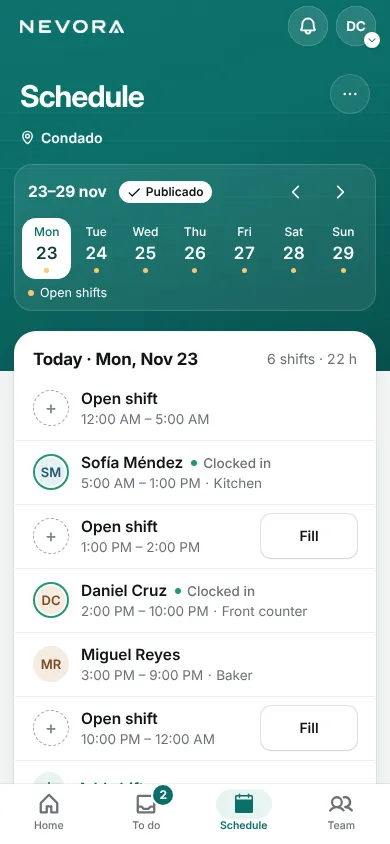 NEVORA
DC
Schedule
Condado
23–29 nov
Publicado
Mon Tue Wed Thu Fri Sat Sun
23 24 25 26 27 28 29
Open shifts
Today · Mon, Nov 23
6 shifts · 22 h
Open shift
12:00 AM – 5:00 AM
SM
Sofía Méndez
Clocked in
5:00 AM – 1:00 PM · Kitchen
Open shift
1:00 PM – 2:00 PM
Fill
DC
Daniel Cruz
Clocked in
2:00 PM – 10:00 PM · Front counter
MR
Miguel Reyes
3:00 PM – 9:00 PM · Baker
Open shift
10:00 PM – 12:00 AM
Fill
2
Home
To do
Schedule
Team